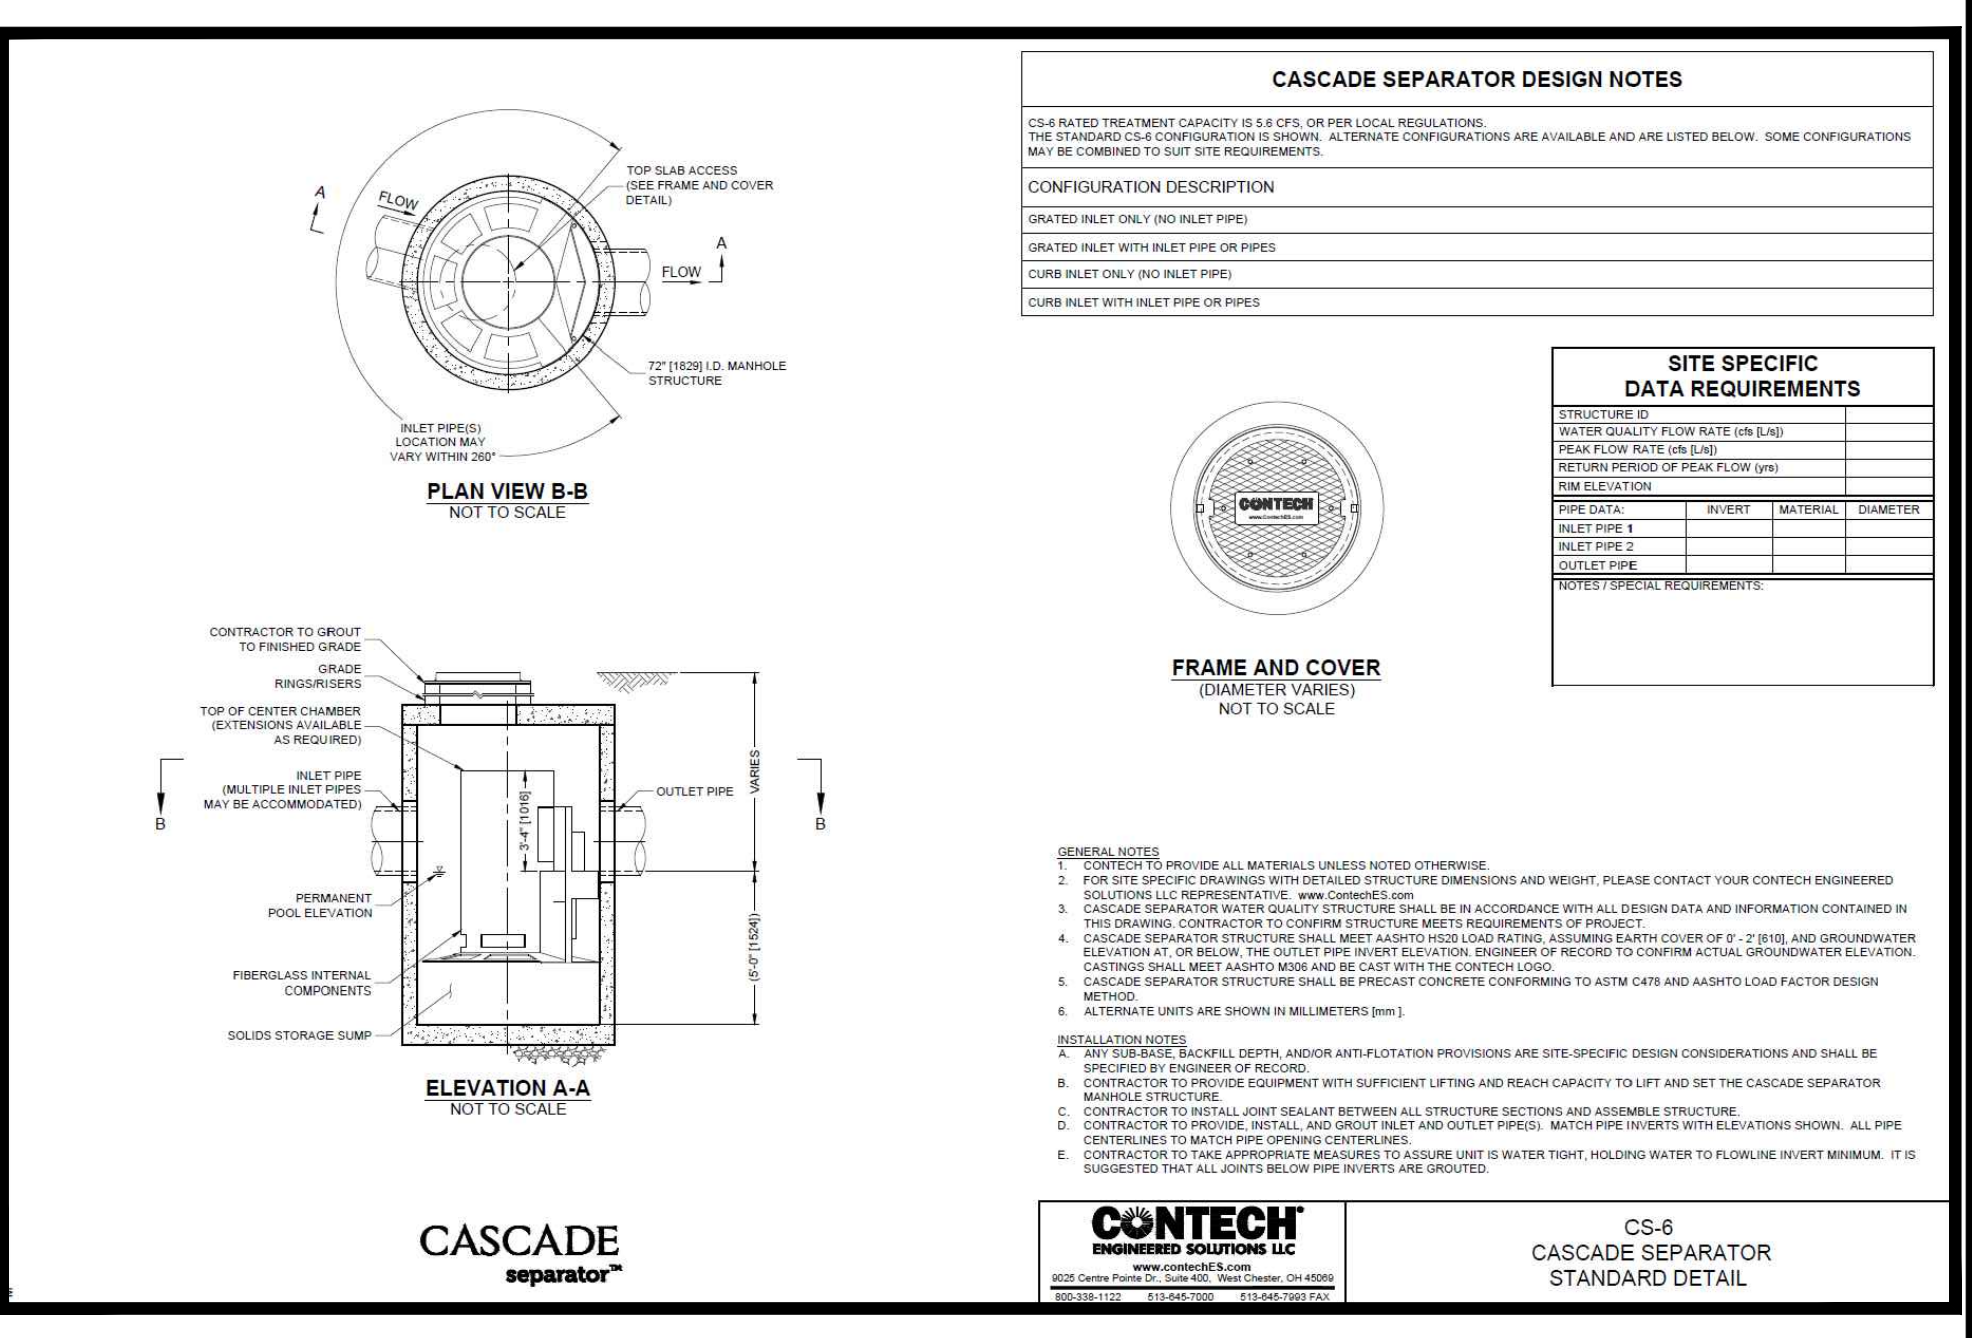 A
FLOW
TOP SLAB ACCESS
(SEE FRAME AND COVER
DETAIL)
A
FLOW
72" [1829] I.D. MANHOLE
STRUCTURE
INLET PIPE(S)
LOCATION MAY
VARY WITHIN 260°
PLAN VIEW B-B
NOT TO SCALE
CONTRACTOR TO GROUT
TO FINISHED GRADE
GRADE
RINGS/RISERS
TOP OF CENTER CHAMBER
(EXTENSIONS AVAILABLE
AS REQUIRED)
INLET PIPE
(MULTIPLE INLET PIPES
MAY BE ACCOMMODATED)
B
OUTLET PIPE
VARIES
B
3'-4" [1016]
PERMANENT
POOL ELEVATION
(5'-0" [1524])
FIBERGLASS INTERNAL
COMPONENTS
SOLIDS STORAGE SUMP
ELEVATION A-A
NOT TO SCALE
CASCADE
separator™
CASCADE SEPARATOR DESIGN NOTES
CS-6 RATED TREATMENT CAPACITY IS 5.6 CFS, OR PER LOCAL REGULATIONS.
THE STANDARD CS-6 CONFIGURATION IS SHOWN. ALTERNATE CONFIGURATIONS ARE AVAILABLE AND ARE LISTED BELOW. SOME CONFIGURATIONS
MAY BE COMBINED TO SUIT SITE REQUIREMENTS.
CONFIGURATION DESCRIPTION
GRATED INLET ONLY (NO INLET PIPE)
GRATED INLET WITH INLET PIPE OR PIPES
CURB INLET ONLY (NO INLET PIPE)
CURB INLET WITH INLET PIPE OR PIPES
CONTECH
www.ContechES.com
FRAME AND COVER
(DIAMETER VARIES)
NOT TO SCALE
SITE SPECIFIC
DATA REQUIREMENTS
STRUCTURE ID
WATER QUALITY FLOW RATE (cfs [L/s])
PEAK FLOW RATE (cfs [L/s])
RETURN PERIOD OF PEAK FLOW (yrs)
RIM ELEVATION
PIPE DATA: INVERT MATERIAL DIAMETER
INLET PIPE 1
INLET PIPE 2
OUTLET PIPE
NOTES / SPECIAL REQUIREMENTS:
GENERAL NOTES
1. CONTECH TO PROVIDE ALL MATERIALS UNLESS NOTED OTHERWISE.
2. FOR SITE SPECIFIC DRAWINGS WITH DETAILED STRUCTURE DIMENSIONS AND WEIGHT, PLEASE CONTACT YOUR CONTECH ENGINEERED
SOLUTIONS LLC REPRESENTATIVE. www.ContechES.com
3. CASCADE SEPARATOR WATER QUALITY STRUCTURE SHALL BE IN ACCORDANCE WITH ALL DESIGN DATA AND INFORMATION CONTAINED IN
THIS DRAWING. CONTRACTOR TO CONFIRM STRUCTURE MEETS REQUIREMENTS OF PROJECT.
4. CASCADE SEPARATOR STRUCTURE SHALL MEET AASHTO HS20 LOAD RATING, ASSUMING EARTH COVER OF 0' - 2' [610], AND GROUNDWATER
ELEVATION AT, OR BELOW, THE OUTLET PIPE INVERT ELEVATION. ENGINEER OF RECORD TO CONFIRM ACTUAL GROUNDWATER ELEVATION.
CASTINGS SHALL MEET AASHTO M306 AND BE CAST WITH THE CONTECH LOGO.
5. CASCADE SEPARATOR STRUCTURE SHALL BE PRECAST CONCRETE CONFORMING TO ASTM C478 AND AASHTO LOAD FACTOR DESIGN
METHOD.
6. ALTERNATE UNITS ARE SHOWN IN MILLIMETERS [mm ].
INSTALLATION NOTES
A. ANY SUB-BASE, BACKFILL DEPTH, AND/OR ANTI-FLOTATION PROVISIONS ARE SITE-SPECIFIC DESIGN CONSIDERATIONS AND SHALL BE
SPECIFIED BY ENGINEER OF RECORD.
B. CONTRACTOR TO PROVIDE EQUIPMENT WITH SUFFICIENT LIFTING AND REACH CAPACITY TO LIFT AND SET THE CASCADE SEPARATOR
MANHOLE STRUCTURE.
C. CONTRACTOR TO INSTALL JOINT SEALANT BETWEEN ALL STRUCTURE SECTIONS AND ASSEMBLE STRUCTURE.
D. CONTRACTOR TO PROVIDE, INSTALL, AND GROUT INLET AND OUTLET PIPE(S). MATCH PIPE INVERTS WITH ELEVATIONS SHOWN. ALL PIPE
CENTERLINES TO MATCH PIPE OPENING CENTERLINES.
E. CONTRACTOR TO TAKE APPROPRIATE MEASURES TO ASSURE UNIT IS WATER TIGHT, HOLDING WATER TO FLOWLINE INVERT MINIMUM. IT IS
SUGGESTED THAT ALL JOINTS BELOW PIPE INVERTS ARE GROUTED.
CONTECH®
ENGINEERED SOLUTIONS LLC
www.contechES.com
9025 Centre Pointe Dr., Suite 400, West Chester, OH 45069
800-338-1122 513-645-7000 513-645-7993 FAX
CS-6
CASCADE SEPARATOR
STANDARD DETAIL